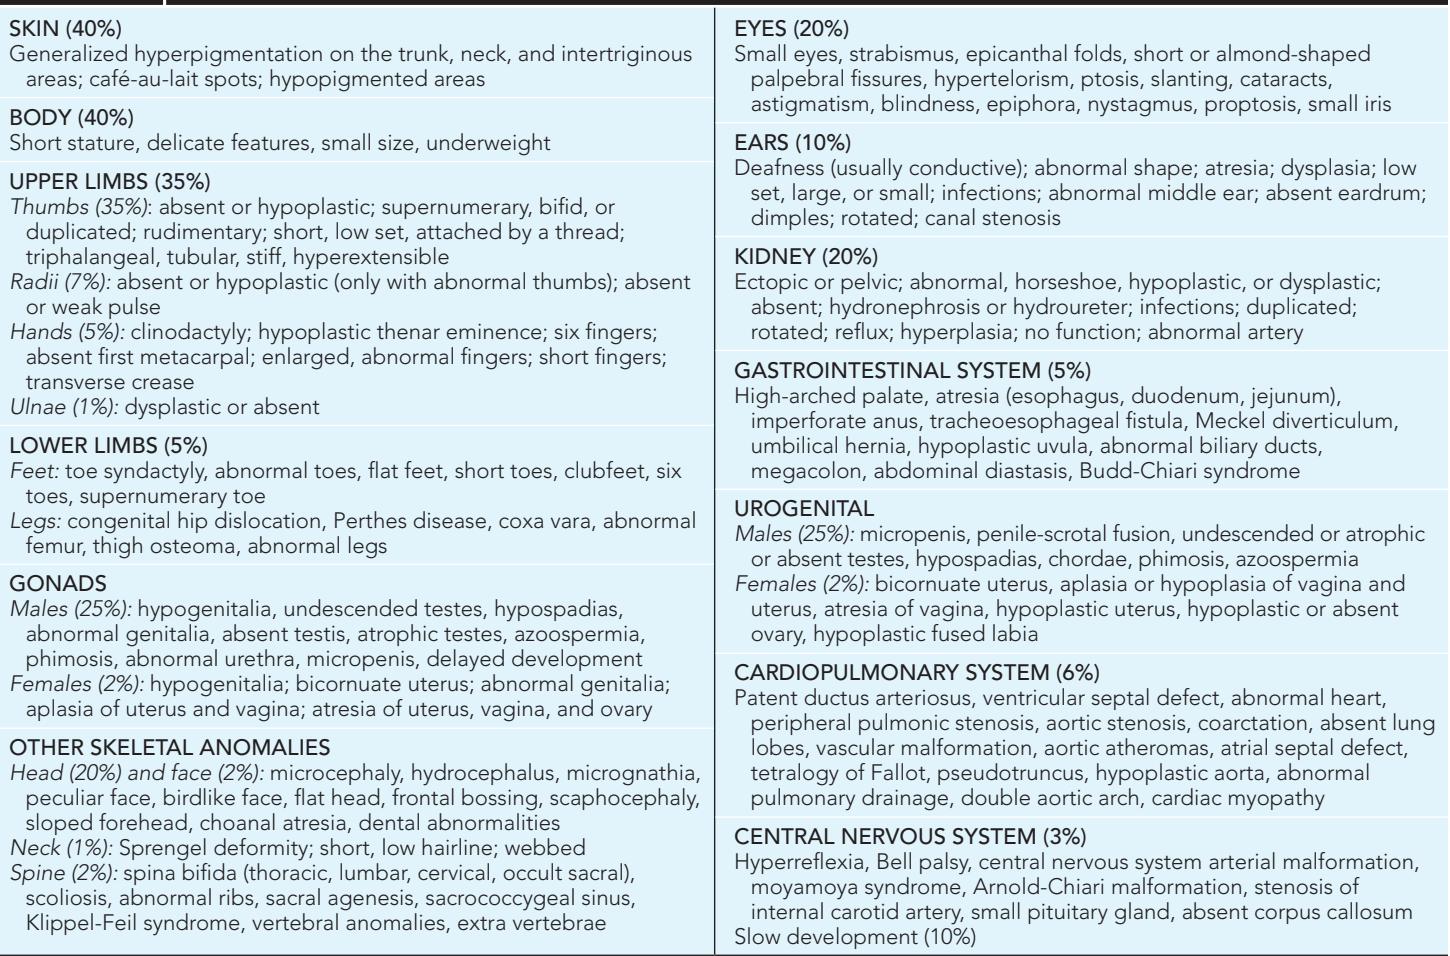 SKIN (40%)
Generalized hyperpigmentation on the trunk, neck, and intertriginous
areas; café-au-lait spots; hypopigmented areas
BODY (40%)
Short stature, delicate features, small size, underweight
UPPER LIMBS (35%)
Thumbs (35%): absent or hypoplastic; supernumerary, bifid, or
duplicated; rudimentary; short, low set, attached by a thread;
triphalangeal, tubular, stiff, hyperextensible
Radii (7%): absent or hypoplastic (only with abnormal thumbs); absent
or weak pulse
Hands (5%): clinodactyly; hypoplastic thenar eminence; six fingers;
absent first metacarpal; enlarged, abnormal fingers; short fingers;
transverse crease
Ulnae (1%): dysplastic or absent
LOWER LIMBS (5%)
Feet: toe syndactyly, abnormal toes, flat feet, short toes, clubfeet, six
toes, supernumerary toe
Legs: congenital hip dislocation, Perthes disease, coxa vara, abnormal
femur, thigh osteoma, abnormal legs
GONADS
Males (25%): hypogenitalia, undescended testes, hypospadias,
abnormal genitalia, absent testis, atrophic testes, azoospermia,
phimosis, abnormal urethra, micropenis, delayed development
Females (2%): hypogenitalia; bicornuate uterus; abnormal genitalia;
aplasia of uterus and vagina; atresia of uterus, vagina, and ovary
OTHER SKELETAL ANOMALIES
Head (20%) and face (2%): microcephaly, hydrocephalus, micrognathia,
peculiar face, birdlike face, flat head, frontal bossing, scaphocephaly,
sloped forehead, choanal atresia, dental abnormalities
Neck (1%): Sprengel deformity; short, low hairline; webbed
Spine (2%): spina bifida (thoracic, lumbar, cervical, occult sacral),
scoliosis, abnormal ribs, sacral agenesis, sacrococcygeal sinus,
Klippel-Feil syndrome, vertebral anomalies, extra vertebrae
EYES (20%)
Small eyes, strabismus, epicanthal folds, short or almond-shaped
palpebral fissures, hypertelorism, ptosis, slanting, cataracts,
astigmatism, blindness, epiphora, nystagmus, proptosis, small iris
EARS (10%)
Deafness (usually conductive); abnormal shape; atresia; dysplasia; low
set, large, or small; infections; abnormal middle ear; absent eardrum;
dimples; rotated; canal stenosis
KIDNEY (20%)
Ectopic or pelvic; abnormal, horseshoe, hypoplastic, or dysplastic;
absent; hydronephrosis or hydroureter; infections; duplicated;
rotated; reflux; hyperplasia; no function; abnormal artery
GASTROINTESTINAL SYSTEM (5%)
High-arched palate, atresia (esophagus, duodenum, jejunum),
imperforate anus, tracheoesophageal fistula, Meckel diverticulum,
umbilical hernia, hypoplastic uvula, abnormal biliary ducts,
megacolon, abdominal diastasis, Budd-Chiari syndrome
UROGENITAL
Males (25%): micropenis, penile-scrotal fusion, undescended or atrophic
or absent testes, hypospadias, chordae, phimosis, azoospermia
Females (2%): bicornuate uterus, aplasia or hypoplasia of vagina and
uterus, atresia of vagina, hypoplastic uterus, hypoplastic or absent
ovary, hypoplastic fused labia
CARDIOPULMONARY SYSTEM (6%)
Patent ductus arteriosus, ventricular septal defect, abnormal heart,
peripheral pulmonic stenosis, aortic stenosis, coarctation, absent lung
lobes, vascular malformation, aortic atheromas, atrial septal defect,
tetralogy of Fallot, pseudotruncus, hypoplastic aorta, abnormal
pulmonary drainage, double aortic arch, cardiac myopathy
CENTRAL NERVOUS SYSTEM (3%)
Hyperreflexia, Bell palsy, central nervous system arterial malformation,
moyamoya syndrome, Arnold-Chiari malformation, stenosis of
internal carotid artery, small pituitary gland, absent corpus callosum
Slow development (10%)